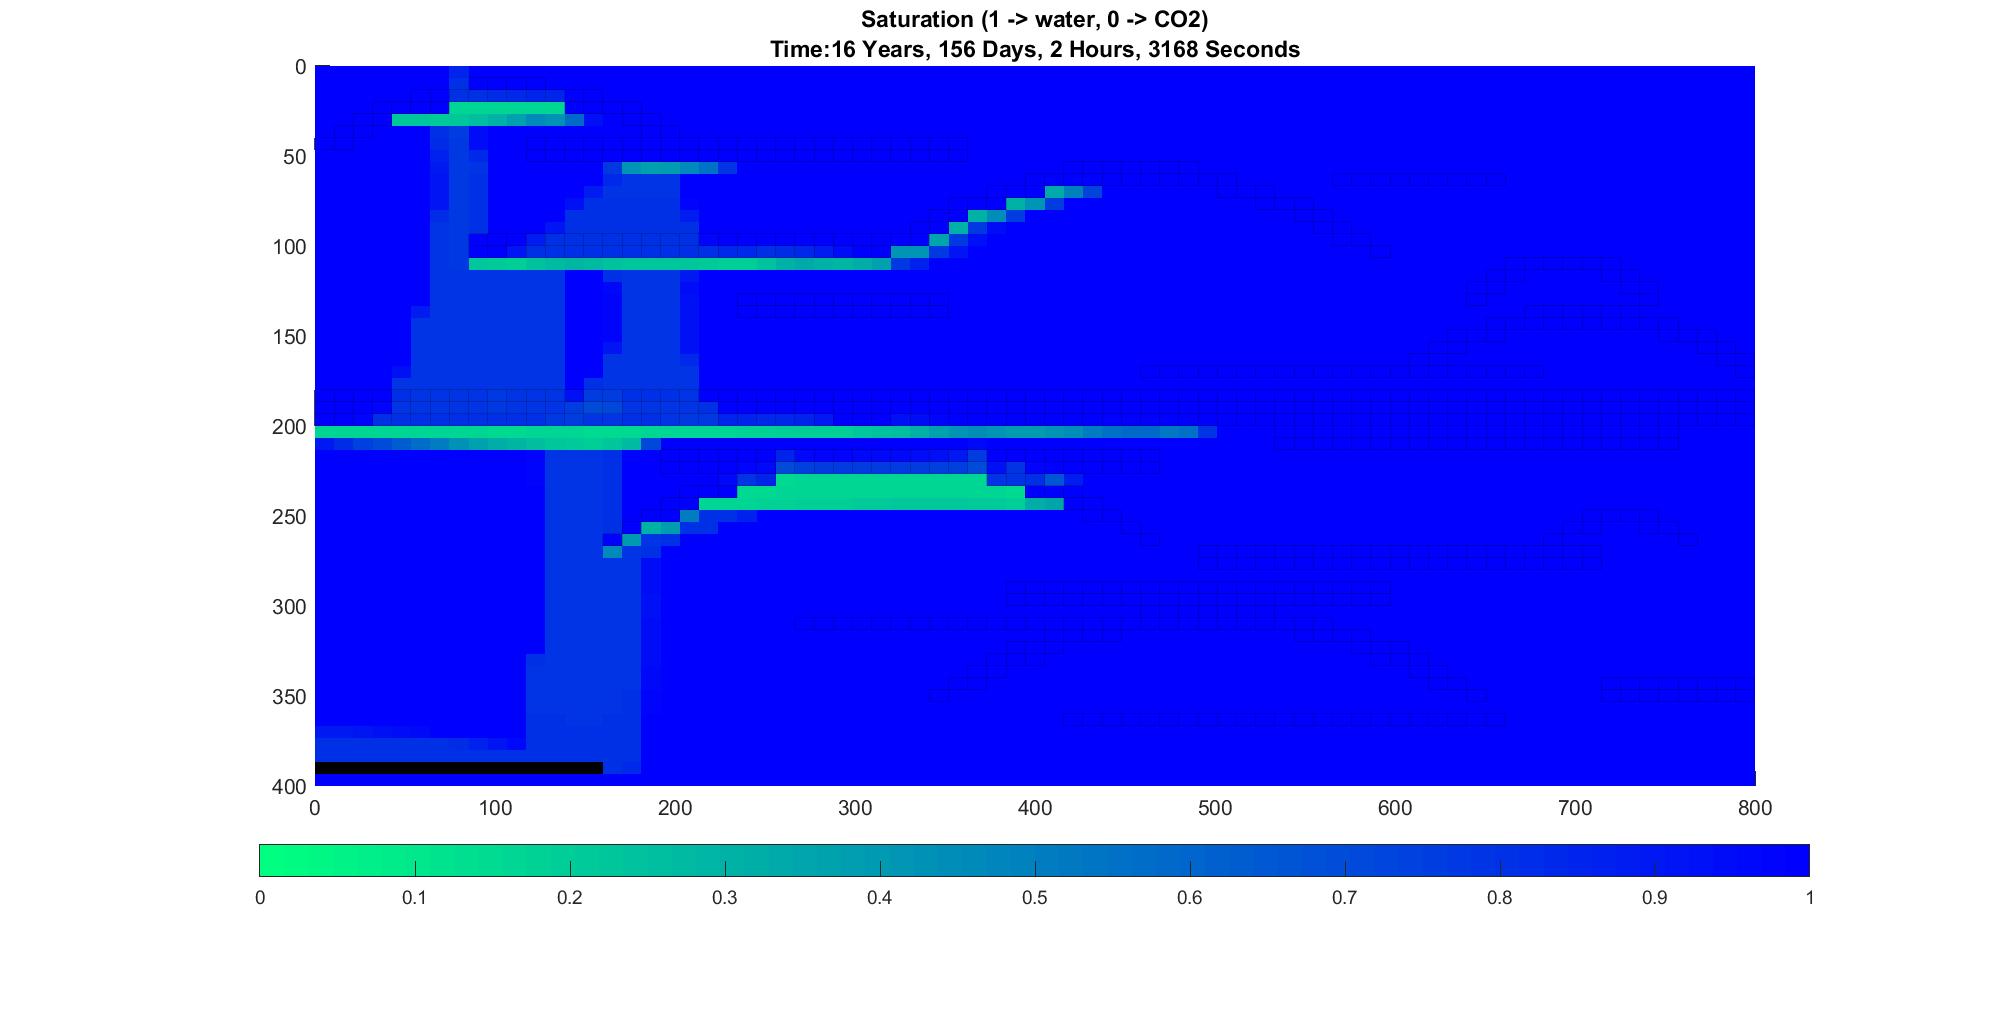 Saturation (1 -> water, 0 -> CO2)
Time:16 Years, 156 Days, 2 Hours, 3168 Seconds
0
50
100
150
200
250
300
350
400
0 100 200 300 400 500 600 700 800
0 0.1 0.2 0.3 0.4 0.5 0.6 0.7 0.8 0.9 1